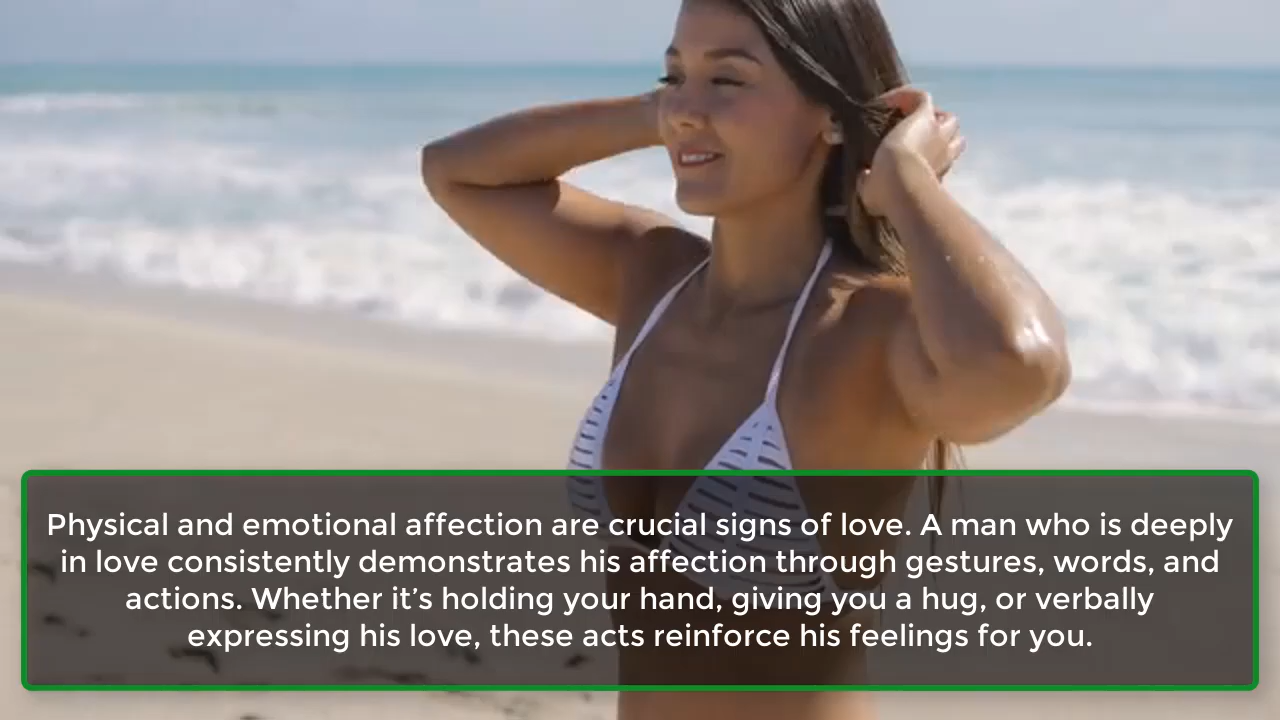 Physical and emotional affection are crucial signs of love. A man who is deeply
in love consistently demonstrates his affection through gestures, words, and
actions. Whether it’s holding your hand, giving you a hug, or verbally
expressing his love, these acts reinforce his feelings for you.